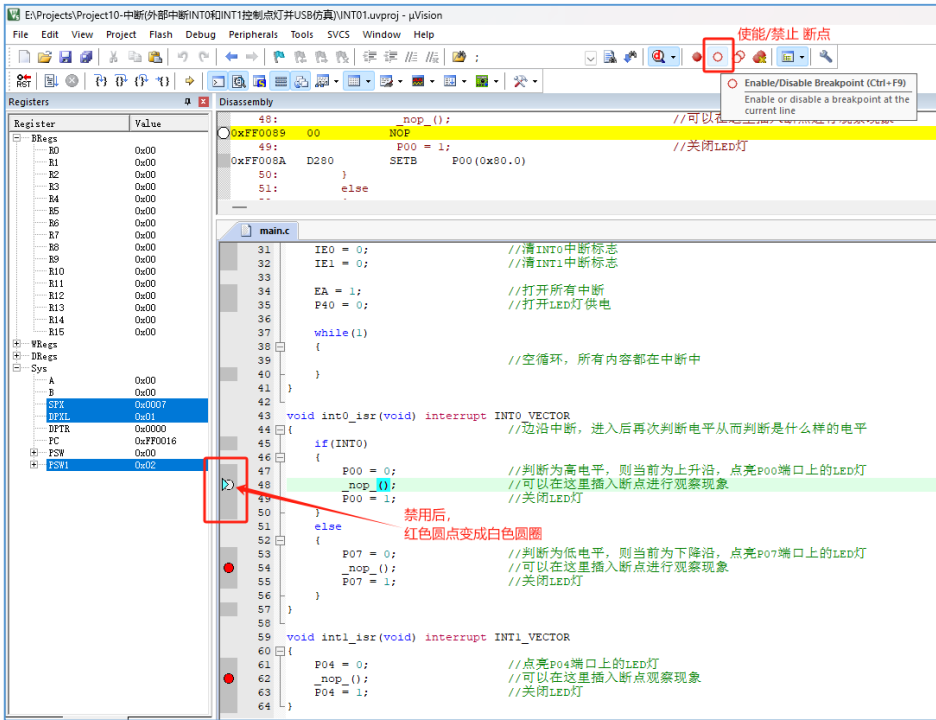 E:\Projects\Project10-中断(外部中断INT0和INT1控制点灯并USB仿真)\INT01.uvproj - µVision
File Edit View Project Flash Debug Peripherals Tools SVCS Window Help
使能/禁止 断点
Enable/Disable Breakpoint (Ctrl+F9)
Enable or disable a breakpoint at the
current line
Registers
Register Value
BRegs
R0 0x00
R1 0x00
R2 0x00
R3 0x00
R4 0x00
R5 0x00
R6 0x00
R7 0x00
R8 0x00
R9 0x00
R10 0x00
R11 0x00
R12 0x00
R13 0x00
R14 0x00
R15 0x00
WRegs
DRegs
Sys
A 0x00
B 0x00
SPX 0x0007
DPXL 0x01
DPTR 0x0000
PC 0xFF0016
PSW 0x00
PSW1 0x02
Disassembly
48: _nop_(); //可以在这里插入断点进行观察现象
0xFF0089 00 NOP
49: P00 = 1; //关闭LED灯
0xFF008A D280 SETB P00(0x80.0)
50: }
51: else
main.c
31 IE0 = 0; //清INT0中断标志
32 IE1 = 0; //清INT1中断标志
33
34 EA = 1; //打开所有中断
35 P40 = 0; //打开LED灯供电
36
37 while(1)
38 {
39 //空循环，所有内容都在中断中
40 }
41 }
42
43 void int0_isr(void) interrupt INT0_VECTOR
44 { //边沿中断，进入后再次判断电平从而判断是什么样的电平
45 if(INT0)
46 {
47 P00 = 0; //判断为高电平，则当前为上升沿，点亮P00端口上的LED灯
48 _nop_(); //可以在这里插入断点进行观察现象
49 P00 = 1; //关闭LED灯
50 }
51 else
52 {
53 P07 = 0; //判断为低电平，则当前为下降沿，点亮P07端口上的LED灯
54 _nop_(); //可以在这里插入断点进行观察现象
55 P07 = 1; //关闭LED灯
56 }
57 }
58
59 void int1_isr(void) interrupt INT1_VECTOR
60 {
61 P04 = 0; //点亮P04端口上的LED灯
62 _nop_(); //可以在这里插入断点观察现象
63 P04 = 1; //关闭LED灯
64 }
禁用后，
红色圆点变成白色圆圈